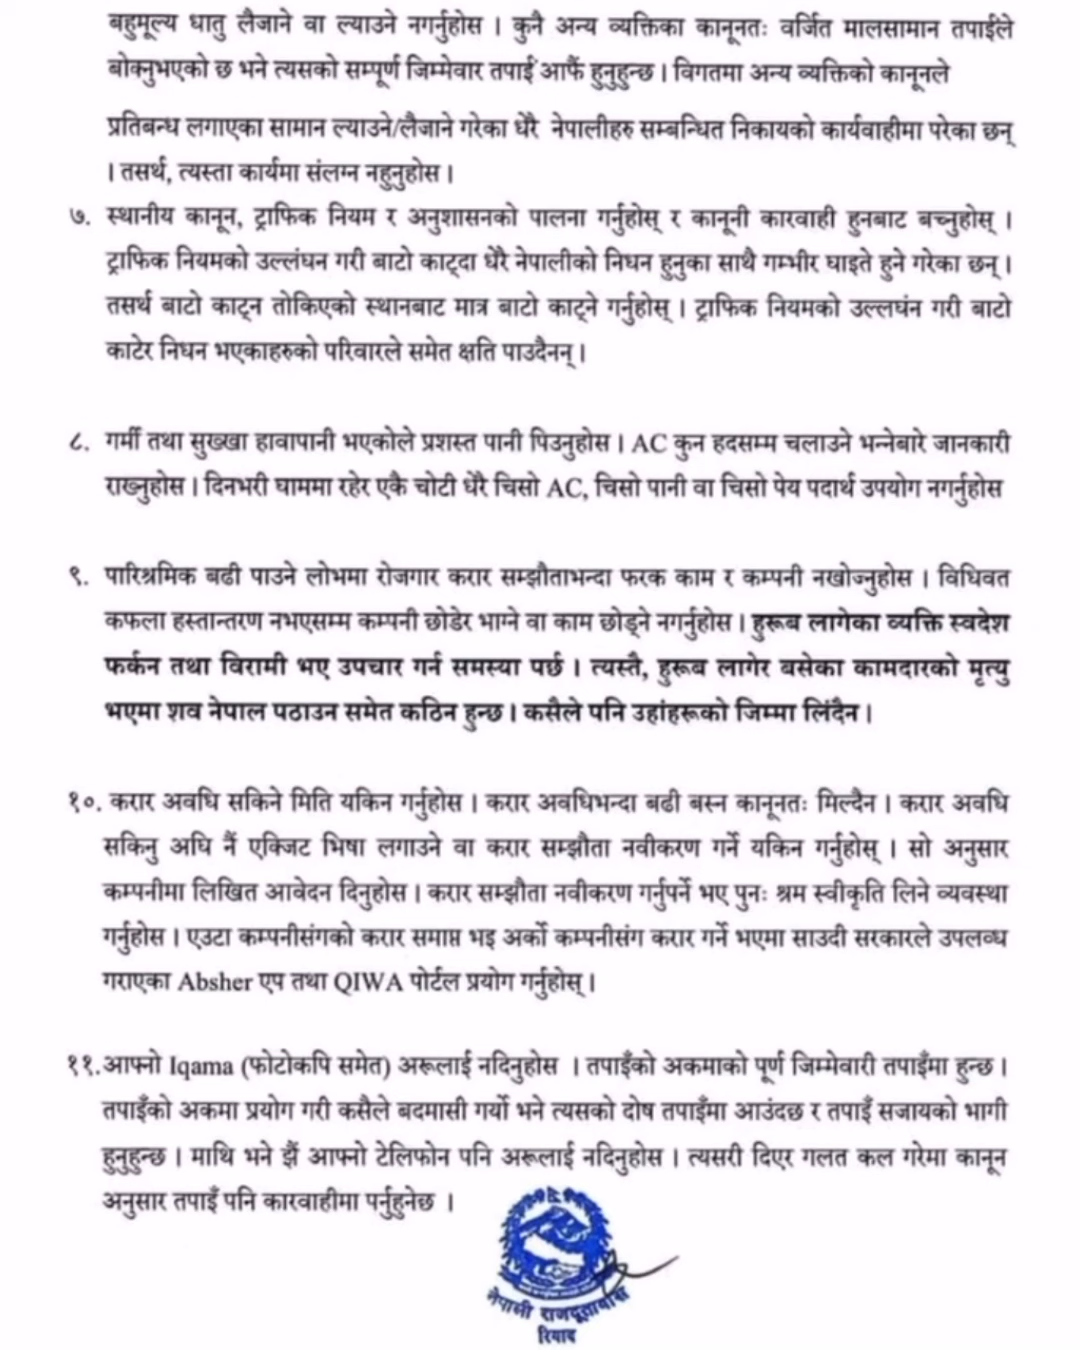 बहुमूल्य धातु लैजाने वा ल्याउने नगर्नुहोस । कुनै अन्य व्यक्तिका कानूनतः वर्जित मालसामान तपाईले
बोक्नुभएको छ भने त्यसको सम्पूर्ण जिम्मेवार तपाईं आफैं हुनुहुन्छ । विगतमा अन्य व्यक्तिको कानूनले
प्रतिबन्ध लगाएका सामान ल्याउने/लैजाने गरेका धेरै नेपालीहरु सम्बन्धित निकायको कार्यवाहीमा परेका छन्
। तसर्थ, त्यस्ता कार्यमा संलग्न नहुनुहोस ।
७. स्थानीय कानून, ट्राफिक नियम र अनुशासनको पालना गर्नुहोस् र कानूनी कारवाही हुनबाट बच्नुहोस् ।
ट्राफिक नियमको उल्लंघन गरी बाटो काट्दा धेरै नेपालीको निधन हुनुका साथै गम्भीर घाइते हुने गरेका छन् ।
तसर्थ बाटो काट्न तोकिएको स्थानबाट मात्र बाटो काट्ने गर्नुहोस् । ट्राफिक नियमको उल्लघंन गरी बाटो
काटेर निधन भएकाहरुको परिवारले समेत क्षति पाउदैनन् ।
८. गर्मी तथा सुख्खा हावापानी भएकोले प्रशस्त पानी पिउनुहोस । AC कुन हदसम्म चलाउने भन्नेबारे जानकारी
राख्नुहोस । दिनभरी घाममा रहेर एकै चोटी धेरै चिसो AC, चिसो पानी वा चिसो पेय पदार्थ उपयोग नगर्नुहोस
९. पारिश्रमिक बढी पाउने लोभमा रोजगार करार सम्झौताभन्दा फरक काम र कम्पनी नखोज्नुहोस । विधिवत
कफला हस्तान्तरण नभएसम्म कम्पनी छोडेर भाग्ने वा काम छोड्ने नगर्नुहोस । हुरूब लागेका व्यक्ति स्वदेश
फर्कन तथा विरामी भए उपचार गर्न समस्या पर्छ । त्यस्तै, हुरूब लागेर बसेका कामदारको मृत्यु
भएमा शव नेपाल पठाउन समेत कठिन हुन्छ । कसैले पनि उहांहरूको जिम्मा लिंदैन ।
१०. करार अवधि सकिने मिति यकिन गर्नुहोस । करार अवधिभन्दा बढी बस्न कानूनतः मिल्दैन । करार अवधि
सकिनु अघि नैं एक्जिट भिषा लगाउने वा करार सम्झौता नवीकरण गर्ने यकिन गर्नुहोस् । सो अनुसार
कम्पनीमा लिखित आवेदन दिनुहोस । करार सम्झौता नवीकरण गर्नुपर्ने भए पुनः श्रम स्वीकृति लिने व्यवस्था
गर्नुहोस । एउटा कम्पनीसंगको करार समाप्त भइ अर्को कम्पनीसंग करार गर्ने भएमा साउदी सरकारले उपलब्ध
गराएका Absher एप तथा QIWA पोर्टल प्रयोग गर्नुहोस् ।
११. आफ्नो Iqama (फोटोकपि समेत) अरूलाई नदिनुहोस । तपाइँको अकमाको पूर्ण जिम्मेवारी तपाइँमा हुन्छ ।
तपाइँको अकमा प्रयोग गरी कसैले बदमासी गर्यो भने त्यसको दोष तपाइँमा आउंदछ र तपाइँ सजायको भागी
हुनुहुन्छ । माथि भने झैं आफ्नो टेलिफोन पनि अरूलाई नदिनुहोस । त्यसरी दिएर गलत कल गरेमा कानून
अनुसार तपाइँ पनि कारवाहीमा पर्नुहुनेछ ।
नेपाली राजदूतावास
रियाद